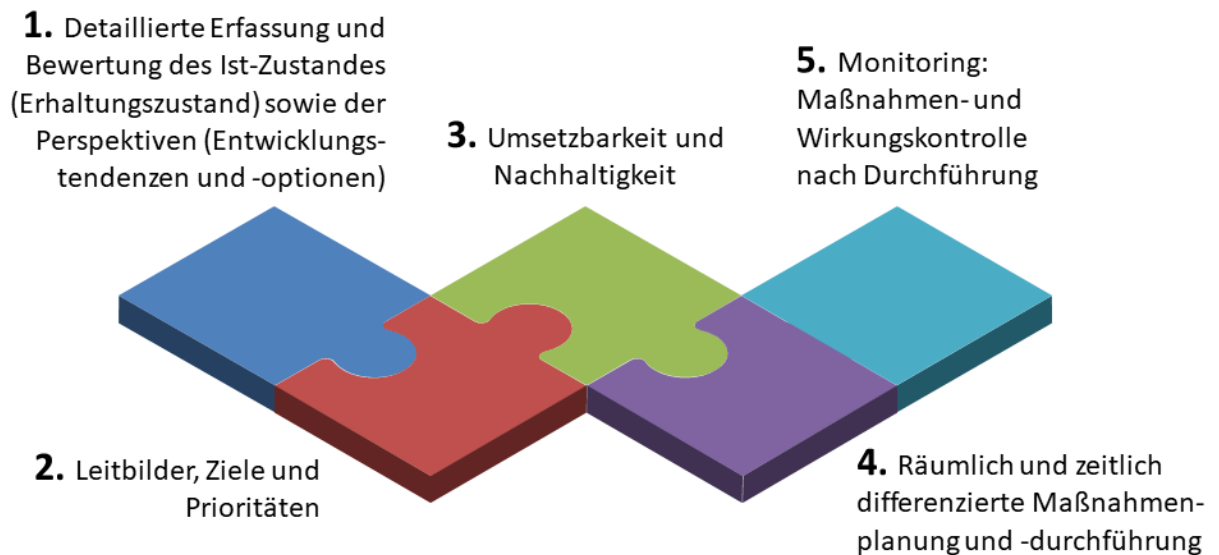 1. Detaillierte Erfassung und
Bewertung des Ist-Zustandes
(Erhaltungszustand) sowie der
Perspektiven (Entwicklungs-
tendenzen und -optionen)
2. Leitbilder, Ziele und
Prioritäten
3. Umsetzbarkeit und
Nachhaltigkeit
4. Räumlich und zeitlich
differenzierte Maßnahmen-
planung und -durchführung
5. Monitoring:
Maßnahmen- und
Wirkungskontrolle
nach Durchführung